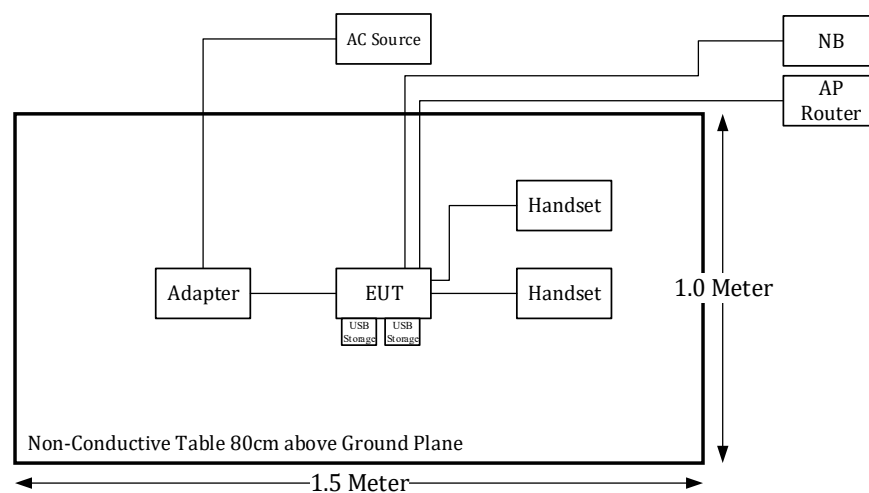 AC Source
NB
AP
Router
Handset
Adapter
EUT
Handset
1.0 Meter
USB
Storage
USB
Storage
Non-Conductive Table 80cm above Ground Plane
1.5 Meter